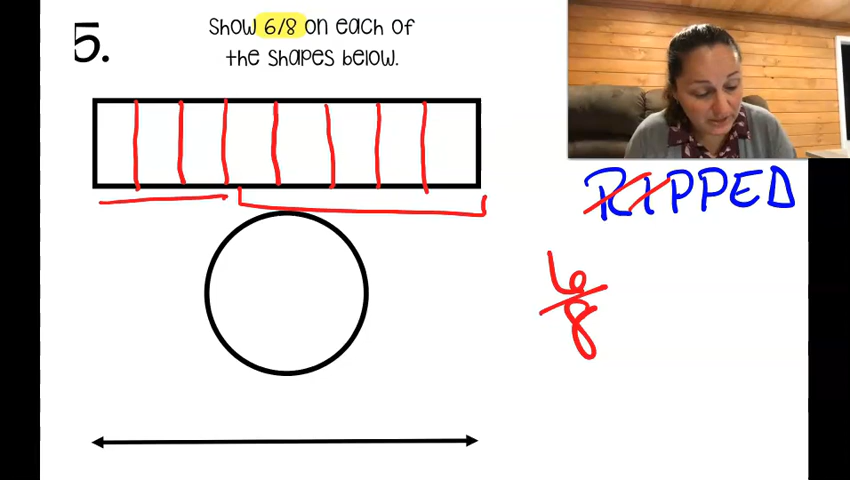 5.
Show 6/8 on each of
the shapes below.
RIPPED
6
8